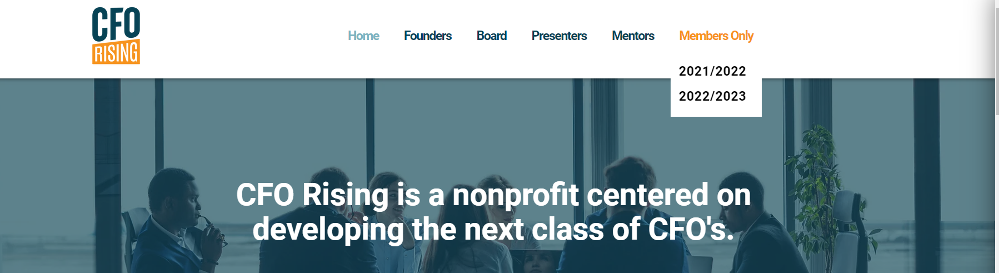 CFO
RISING
Home Founders Board Presenters Mentors Members Only
2021/2022
2022/2023
CFO Rising is a nonprofit centered on
developing the next class of CFO's.